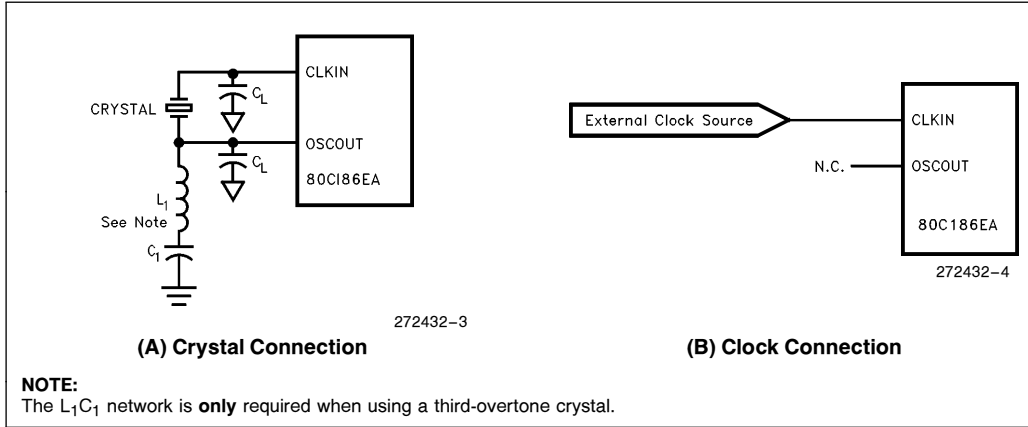 CLKIN
C_L
CRYSTAL
OSCOUT
C_L
80C186EA
L_1
See Note
C_1
272432-3
(A) Crystal Connection
External Clock Source
CLKIN
N.C.
OSCOUT
80C186EA
272432-4
(B) Clock Connection
NOTE:
The L_1C_1 network is only required when using a third-overtone crystal.